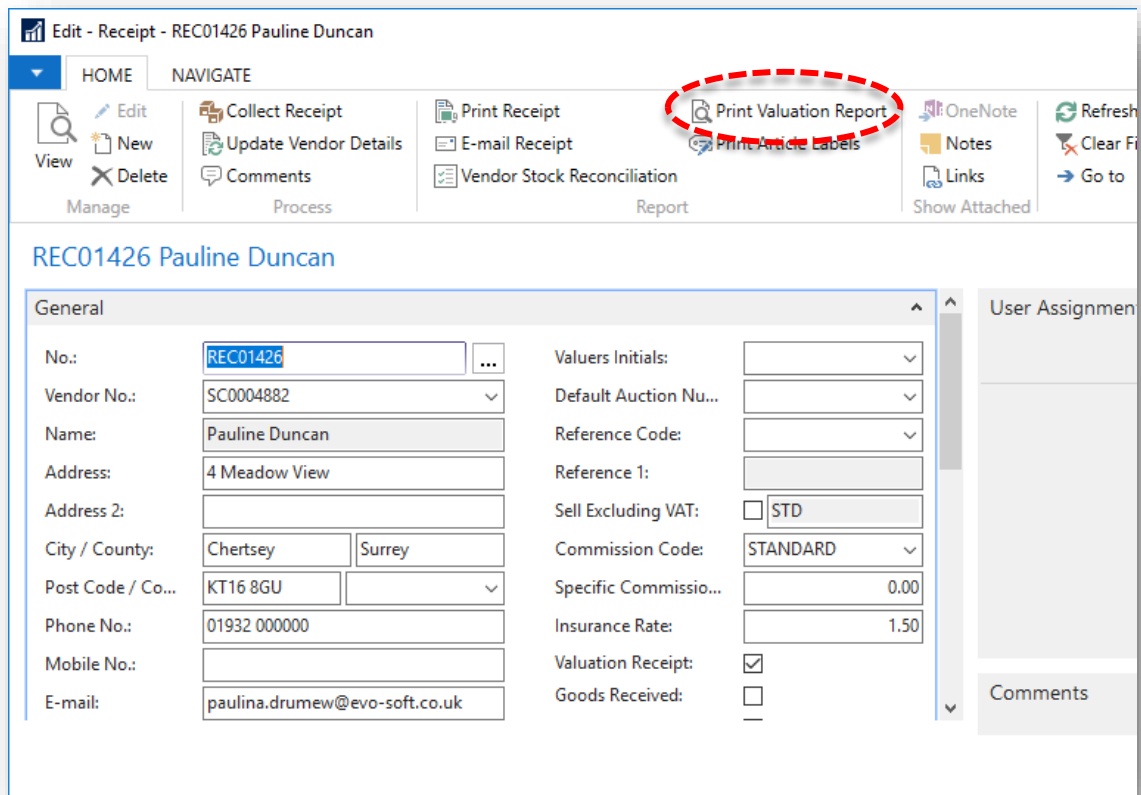 Edit - Receipt - REC01426 Pauline Duncan
HOME NAVIGATE
View
Edit
New
Delete
Manage
Collect Receipt
Update Vendor Details
Comments
Process
Print Receipt
E-mail Receipt
Vendor Stock Reconciliation
Print Valuation Report
Print Article Labels
Report
OneNote
Notes
Links
Show Attached
Refresh
Clear Fi
Go to
REC01426 Pauline Duncan
General
No.: REC01426 ...
Vendor No.: SC0004882
Name: Pauline Duncan
Address: 4 Meadow View
Address 2:
City / County: Chertsey Surrey
Post Code / Co... KT16 8GU
Phone No.: 01932 000000
Mobile No.:
E-mail: paulina.drumew@evo-soft.co.uk
Valuers Initials:
Default Auction Nu...
Reference Code:
Reference 1:
Sell Excluding VAT: STD
Commission Code: STANDARD
Specific Commissio... 0.00
Insurance Rate: 1.50
Valuation Receipt:
Goods Received:
User Assignmen
Comments